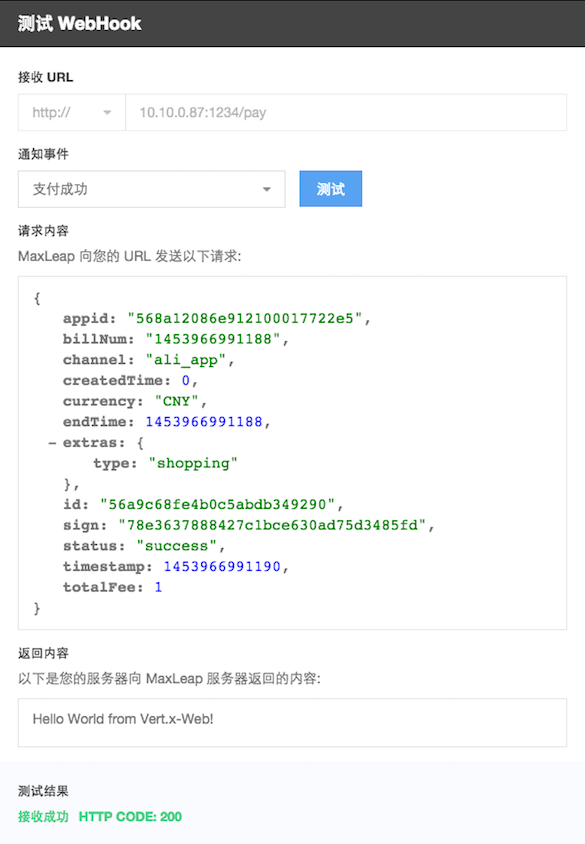 测试 WebHook
接收 URL
http:// 10.10.0.87:1234/pay
通知事件
支付成功 测试
请求内容
MaxLeap 向您的 URL 发送以下请求:
{
appid: "568a12086e912100017722e5",
billNum: "1453966991188",
channel: "ali_app",
createdTime: 0,
currency: "CNY",
endTime: 1453966991188,
– extras: {
type: "shopping"
},
id: "56a9c68fe4b0c5abdb349290",
sign: "78e3637888427c1bce630ad75d3485fd",
status: "success",
timestamp: 1453966991190,
totalFee: 1
}
返回内容
以下是您的服务器向 MaxLeap 服务器返回的内容:
Hello World from Vert.x-Web!
测试结果
接收成功 HTTP CODE: 200